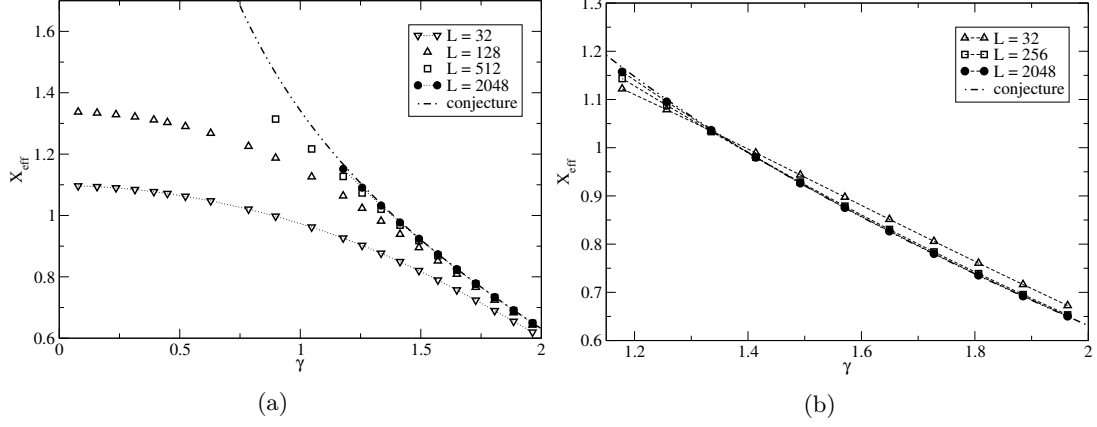 1.6
1.4
1.2
1
0.8
0.6
X_eff
0
0.5
1
1.5
2
γ
L = 32
L = 128
L = 512
L = 2048
conjecture
(a)
1.3
1.2
1.1
1
0.9
0.8
0.7
0.6
X_eff
1.2
1.4
1.6
1.8
2
γ
L = 32
L = 256
L = 2048
conjecture
(b)